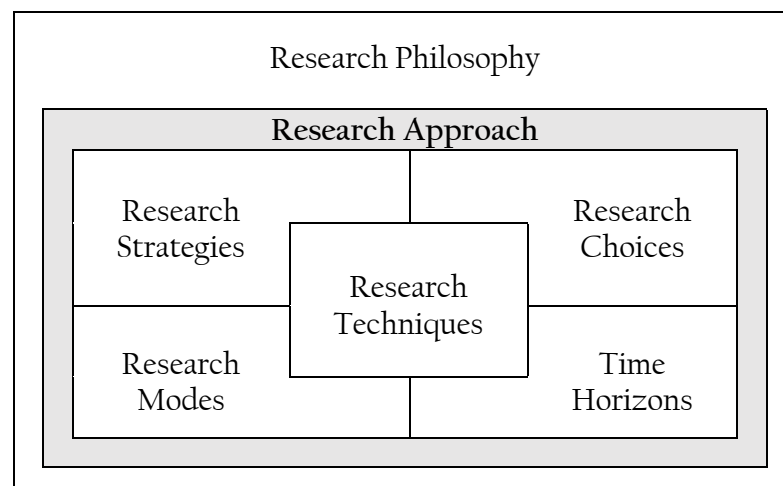 Research Philosophy
Research Approach
Research
Strategies
Research
Choices
Research
Techniques
Research
Modes
Time
Horizons